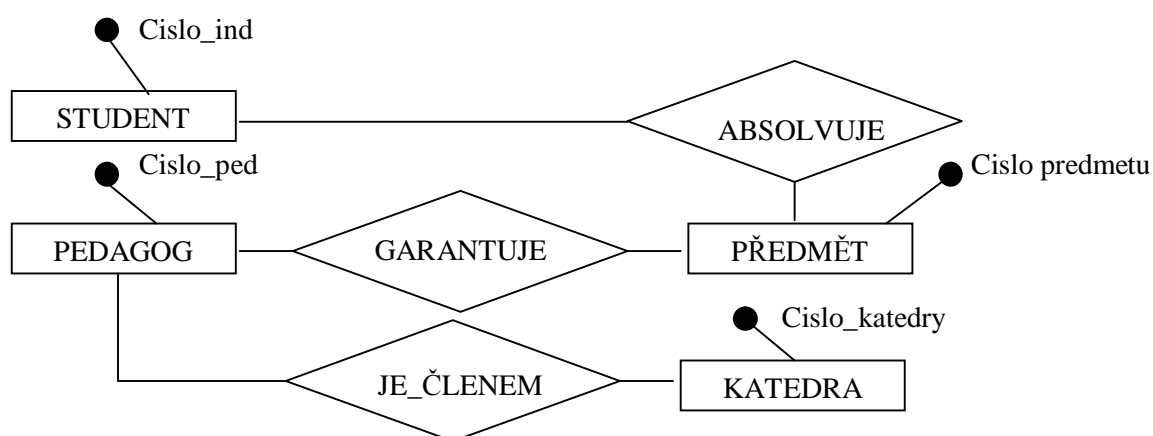 Cislo_ind
STUDENT
ABSOLVUJE
Cislo_ped
Cislo predmetu
PEDAGOG
GARANTUJE
PŘEDMĚT
Cislo_katedry
JE_ČLENEM
KATEDRA